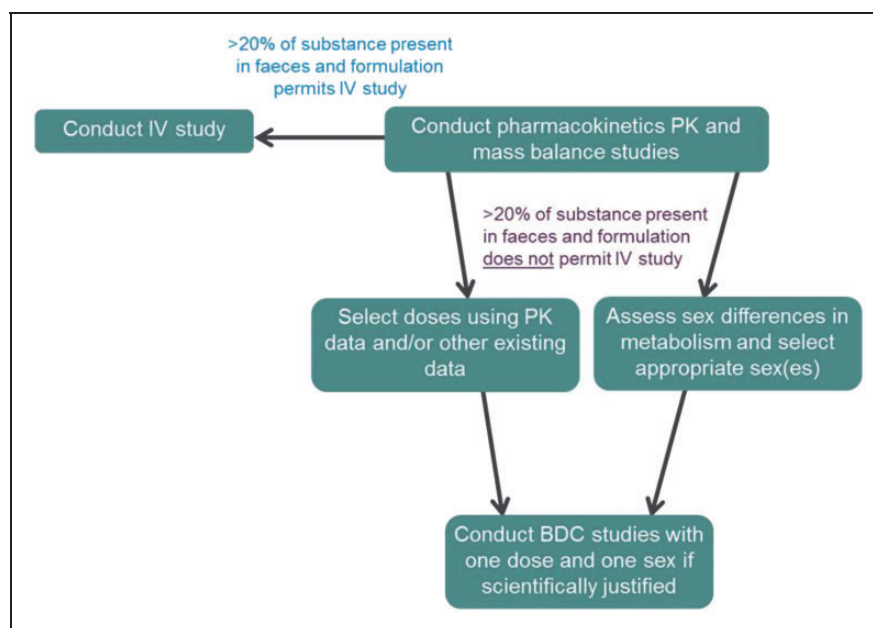 >20% of substance present
in faeces and formulation
permits IV study
Conduct IV study
Conduct pharmacokinetics PK and
mass balance studies
>20% of substance present
in faeces and formulation
does not permit IV study
Select doses using PK
data and/or other existing
data
Assess sex differences in
metabolism and select
appropriate sex(es)
Conduct BDC studies with
one dose and one sex if
scientifically justified